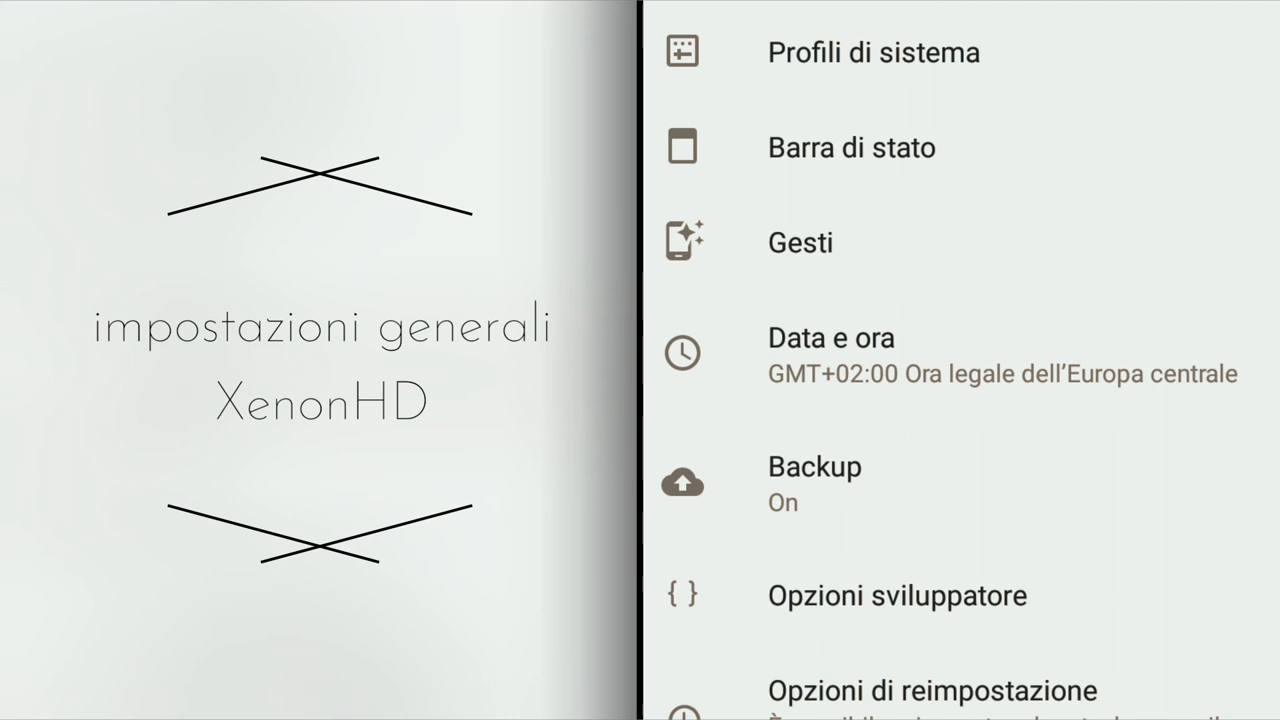 impostazioni generali
XenonHD
Profili di sistema
Barra di stato
Gesti
Data e ora
GMT+02:00 Ora legale dell'Europa centrale
Backup
On
Opzioni sviluppatore
Opzioni di reimpostazione